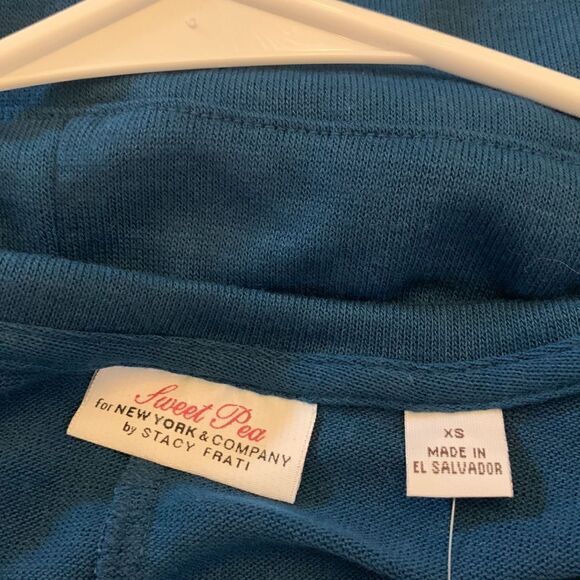 Sweet Pea
for NEW YORK & COMPANY
by STACY FRATI
XS
MADE IN
EL SALVADOR